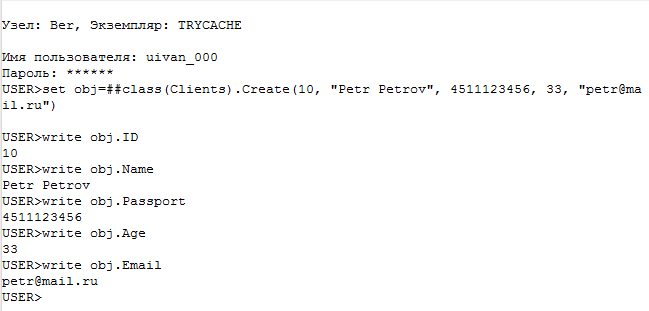 Узел: Ber, Экземпляр: TRYCACHE
Имя пользователя: uivan_000
Пароль: ******
USER>set obj=##class(Clients).Create(10, "Petr Petrov", 4511123456, 33, "petr@ma
il.ru")
USER>write obj.ID
10
USER>write obj.Name
Petr Petrov
USER>write obj.Passport
4511123456
USER>write obj.Age
33
USER>write obj.Email
petr@mail.ru
USER>